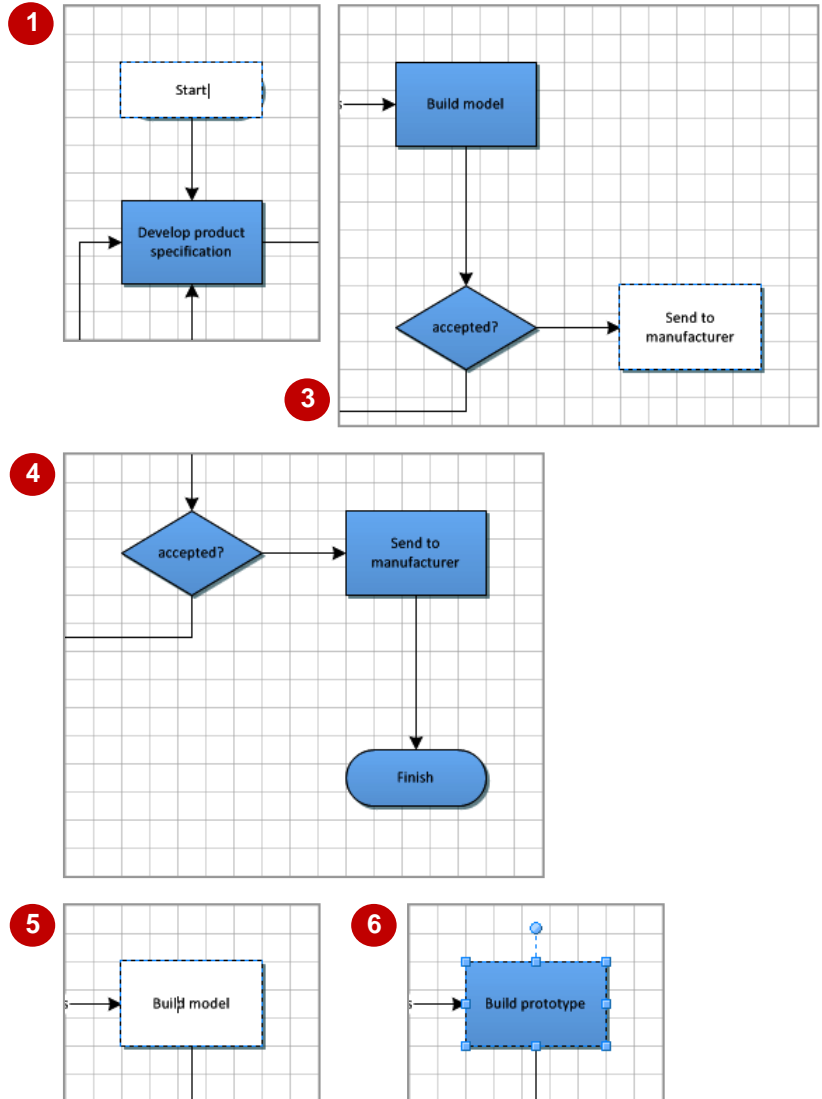 1
Start
Develop product
specification
Build model
accepted?
Send to
manufacturer
3
4
accepted?
Send to
manufacturer
Finish
5
s
Build model
6
s
Build prototype